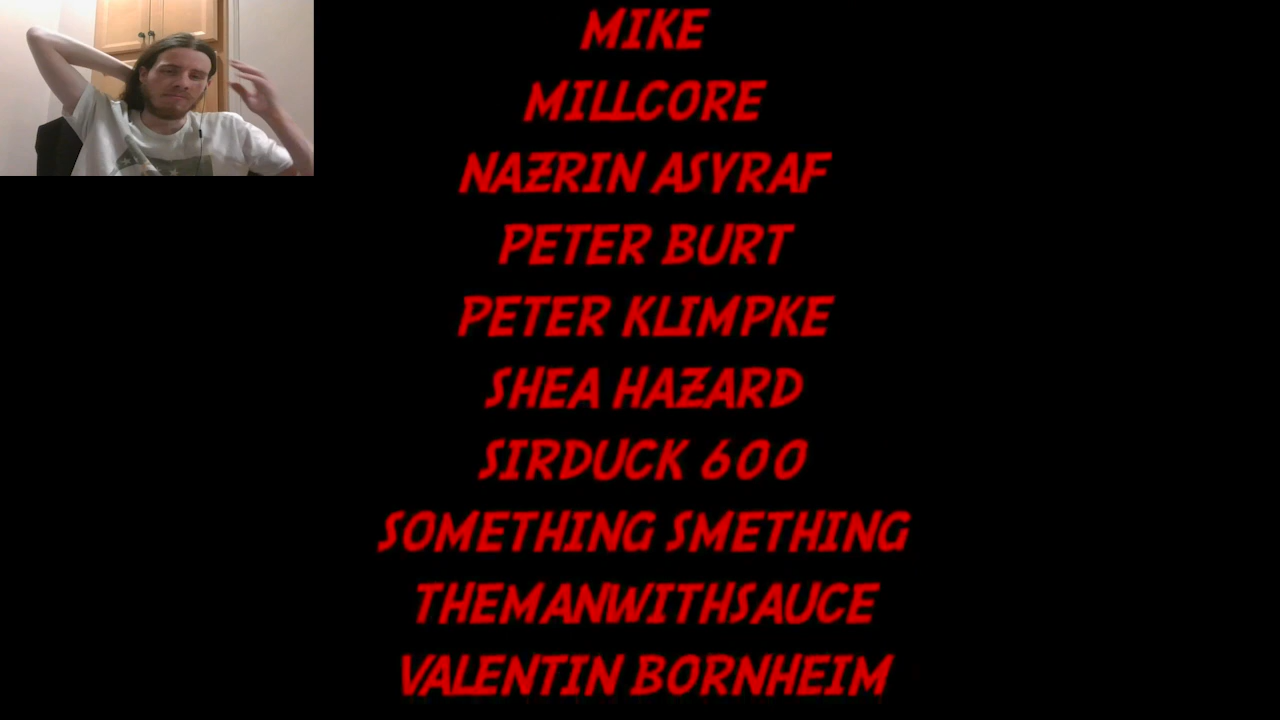 MIKE
MILLCORE
NAZRIN ASYRAF
PETER BURT
PETER KLIMPKE
SHEA HAZARD
SIRDUCK 600
SOMETHING SMETHING
THEMANWITHSAUCE
VALENTIN BORNHEIM